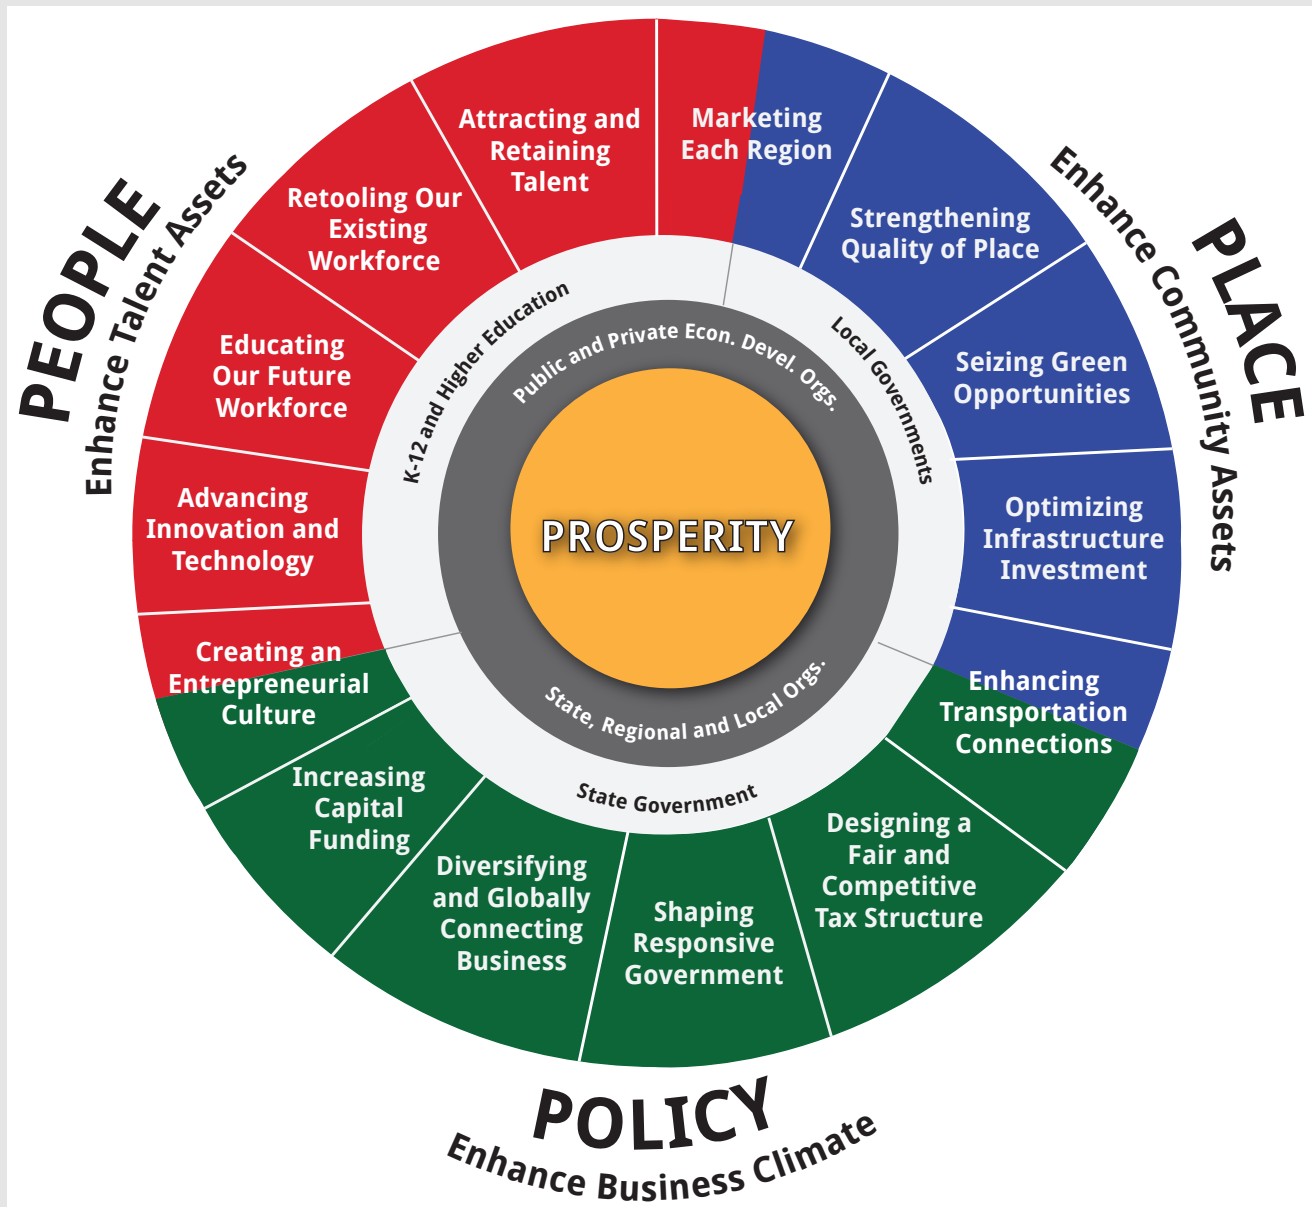 PEOPLE
Enhance Talent Assets
PLACE
Enhance Community Assets
POLICY
Enhance Business Climate
Attracting and
Retaining
Talent
Marketing
Each Region
Strengthening
Quality of Place
Seizing Green
Opportunities
Optimizing
Infrastructure
Investment
Enhancing
Transportation
Connections
Designing a
Fair and
Competitive
Tax Structure
Shaping
Responsive
Government
Diversifying
and Globally
Connecting
Business
Increasing
Capital
Funding
Creating an
Entrepreneurial
Culture
Advancing
Innovation and
Technology
Educating
Our Future
Workforce
Retooling Our
Existing
Workforce
K-12 and Higher Education
Local Governments
State Government
Public and Private Econ. Devel. Orgs.
State, Regional and Local Orgs.
PROSPERITY